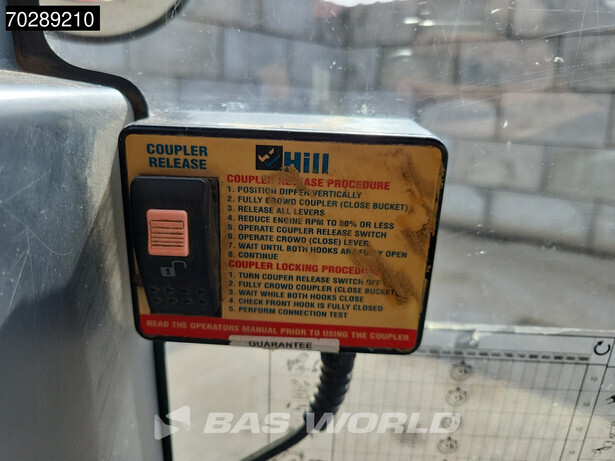 70289210
COUPLER
RELEASE
Hill
COUPLER RELEASE PROCEDURE
1. POSITION DIPPER VERTICALLY
2. FULLY CROWD COUPLER (CLOSE BUCKET)
3. RELEASE ALL LEVERS
4. REDUCE ENGINE RPM TO 50% OR LESS
5. OPERATE COUPLER RELEASE SWITCH
6. OPERATE CROWD (CLOSE) LEVER
7. WAIT UNTIL BOTH HOOKS ARE FULLY OPEN
8. CONTINUE
COUPLER LOCKING PROCEDURE
1. TURN COUPER RELEASE SWITCH OFF
2. FULLY CROWD COUPLER (CLOSE BUCKET)
3. WAIT WHILE BOTH HOOKS CLOSE
4. CHECK FRONT HOOK IS FULLY CLOSED
5. PERFORM CONNECTION TEST
READ THE OPERATORS MANUAL PRIOR TO USING THE COUPLER
GUARANTEE
BAS WORLD